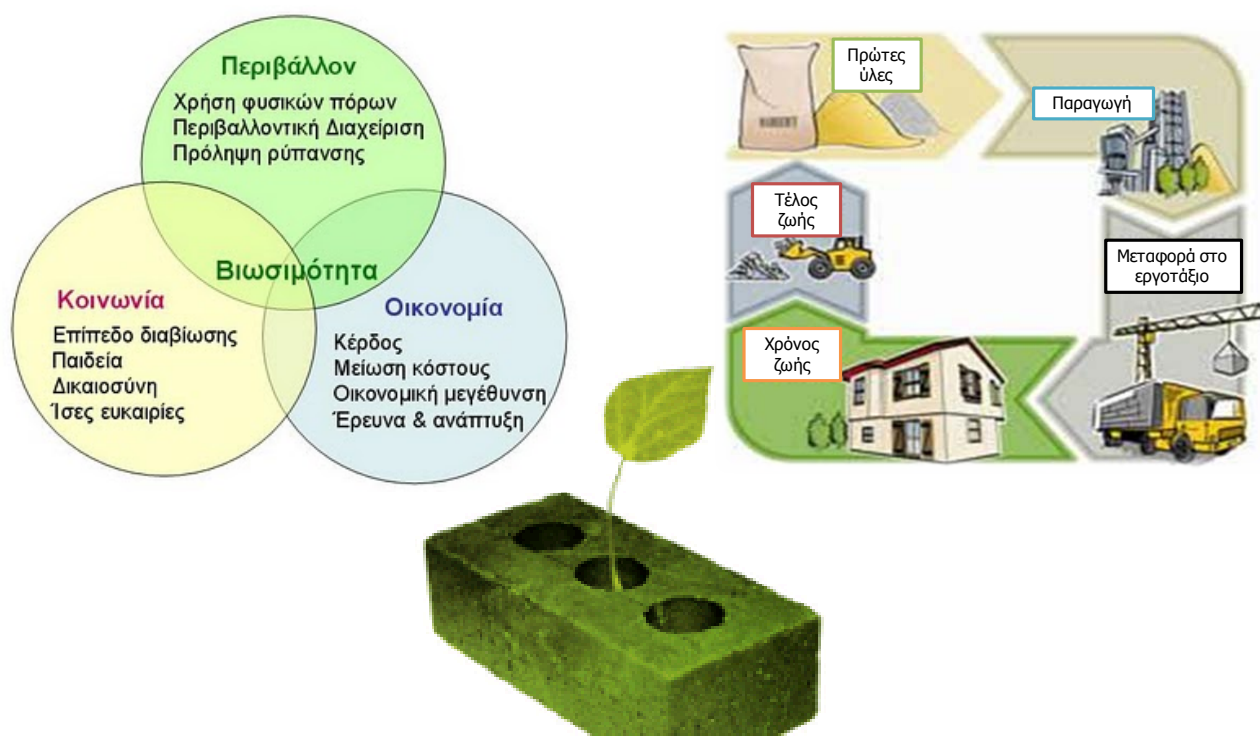 Περιβάλλον
Χρήση φυσικών πόρων
Περιβαλλοντική Διαχείριση
Πρόληψη ρύπανσης
Βιωσιμότητα
Κοινωνία
Επίπεδο διαβίωσης
Παιδεία
Δικαιοσύνη
Ίσες ευκαιρίες
Οικονομία
Κέρδος
Μείωση κόστους
Οικονομική μεγέθυνση
Έρευνα & ανάπτυξη
Πρώτες
ύλες
Παραγωγή
Μεταφορά στο
εργοτάξιο
Χρόνος
ζωής
Τέλος
ζωής